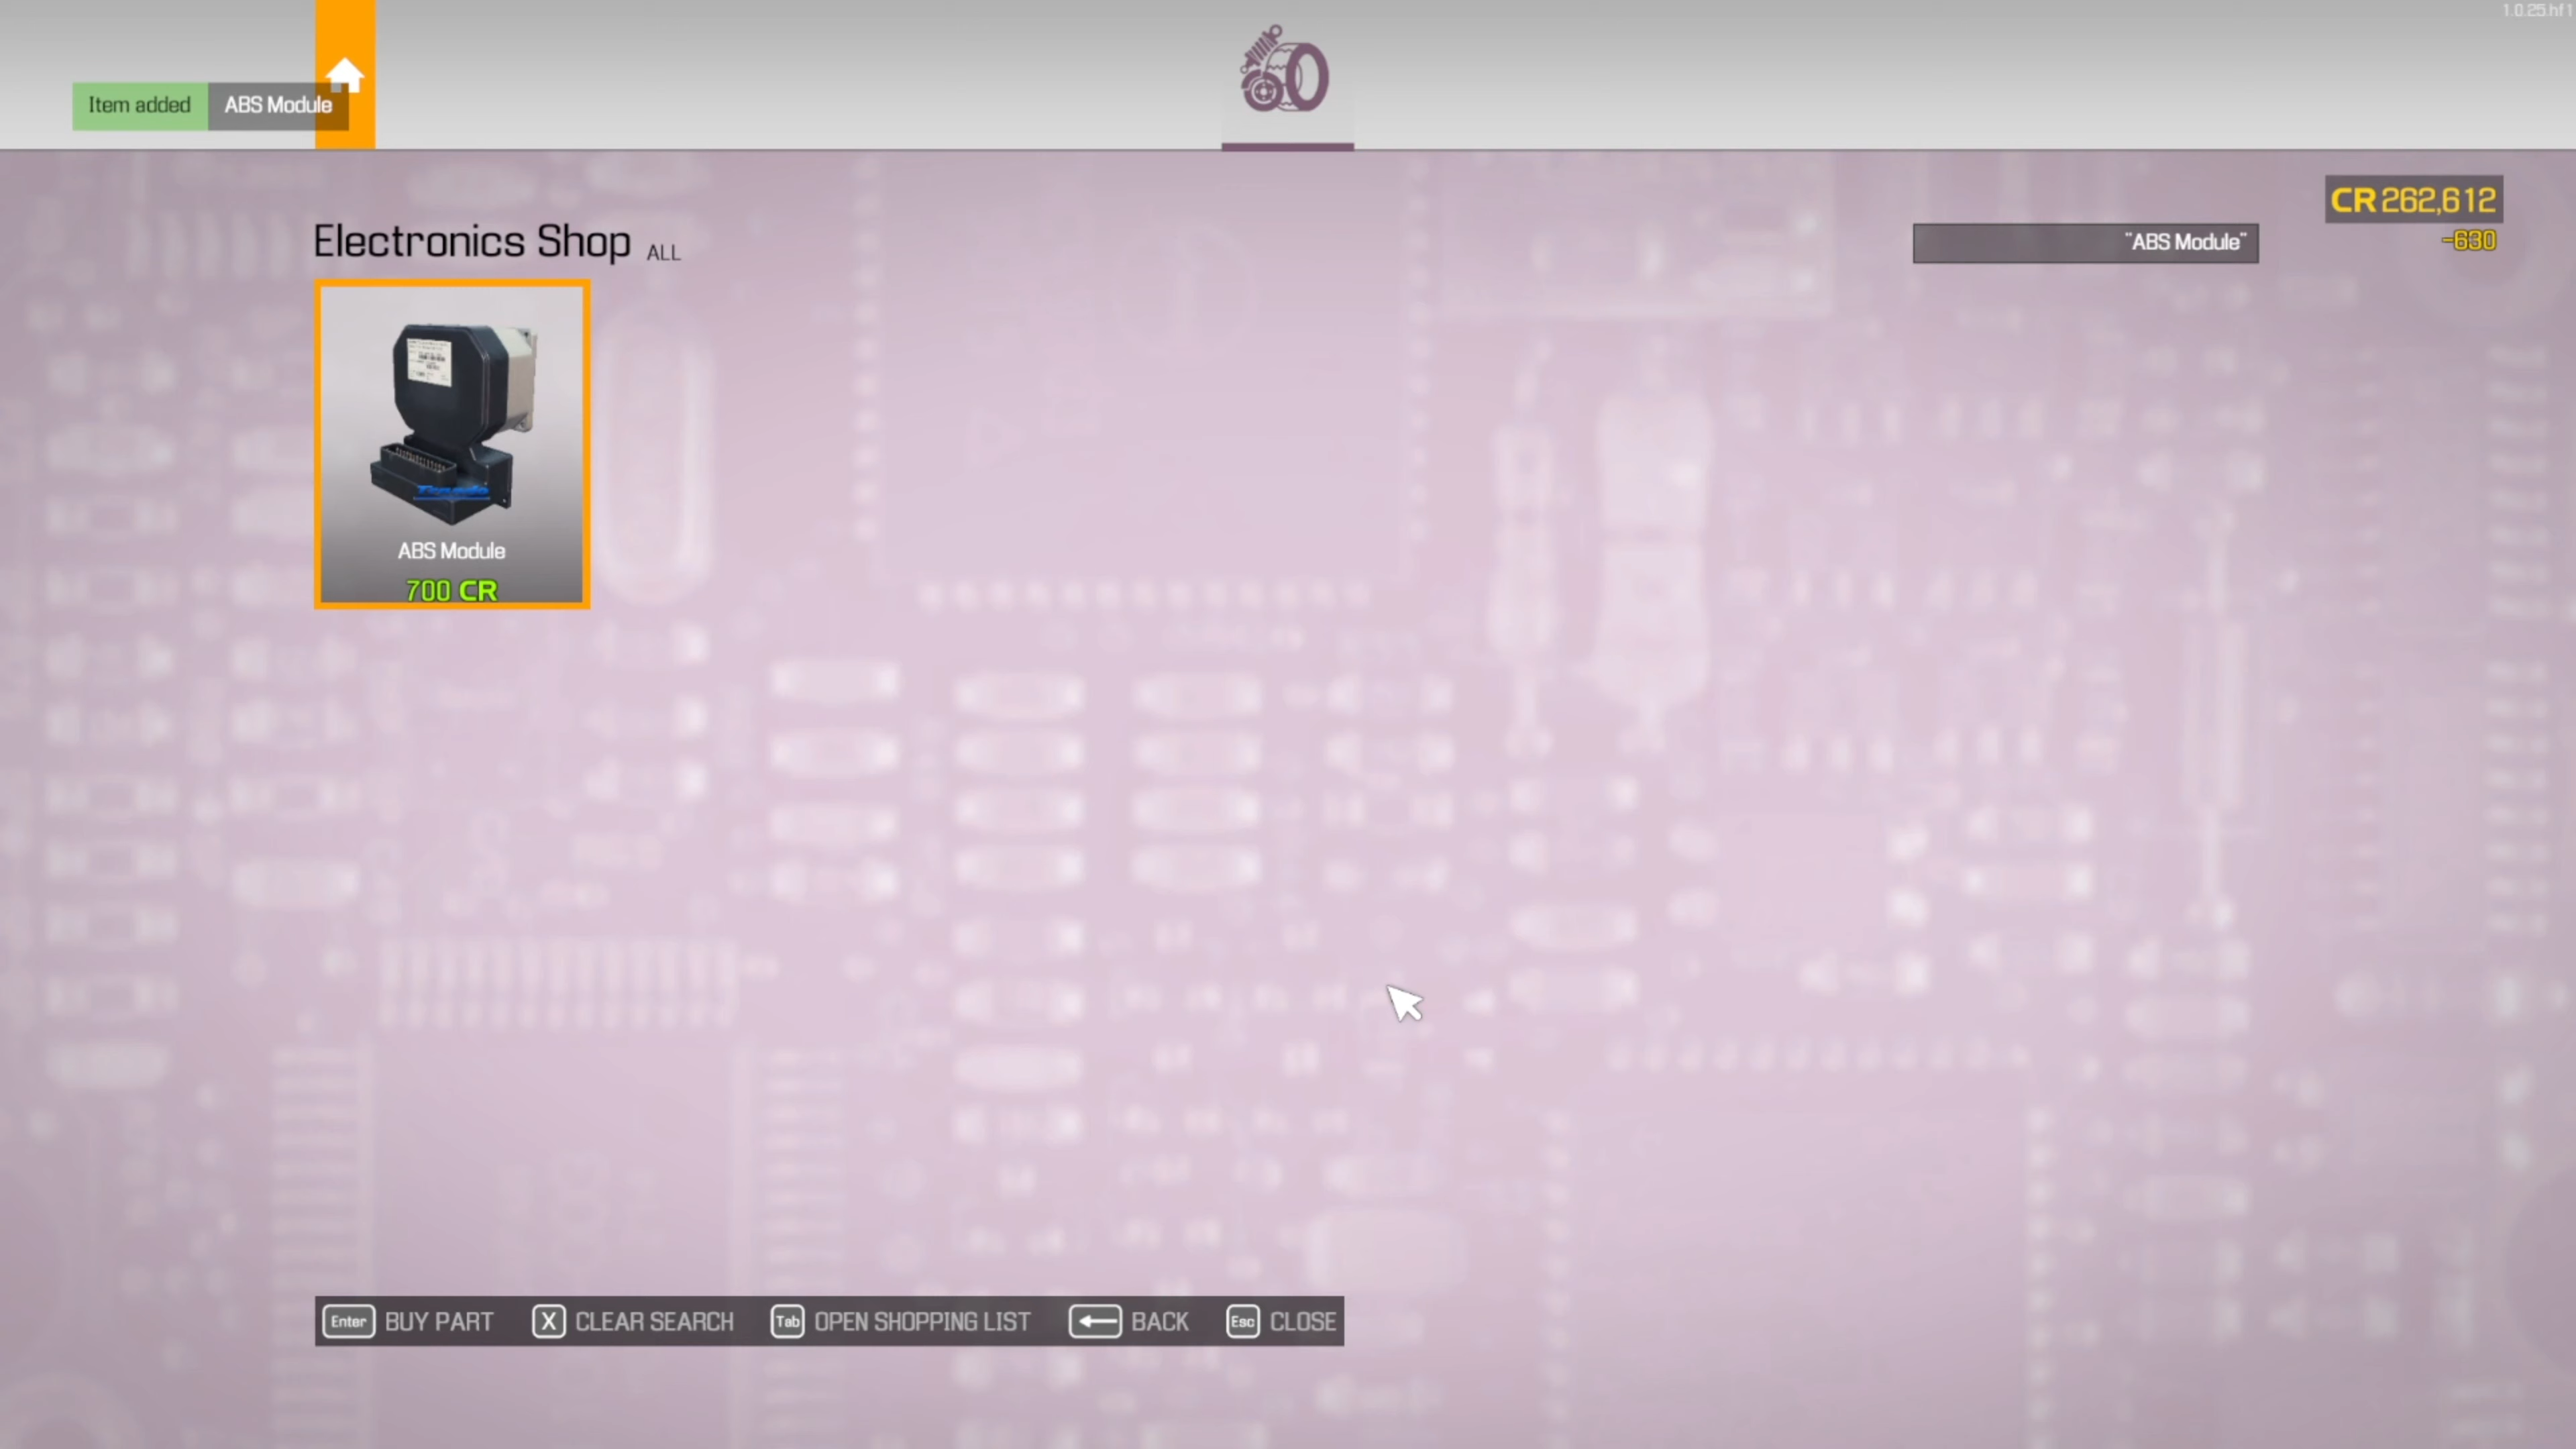 1.0.25.hf1
Item added ABS Module
CR 262,612
-630
Electronics Shop ALL
"ABS Module"
ABS Module
700 CR
Enter BUY PART X CLEAR SEARCH Tab OPEN SHOPPING LIST BACK Esc CLOSE